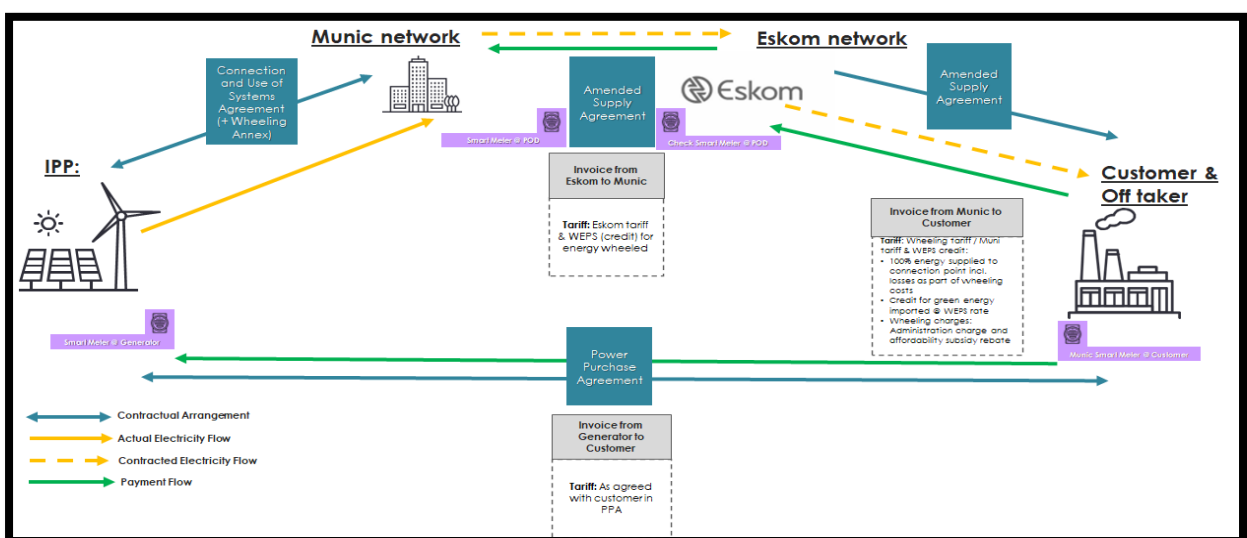 Munic network
Eskom network
Connection
and Use of
Systems
Agreement
(+ Wheeling
Annex)
Amended
Supply
Agreement
Eskom
Amended
Supply
Agreement
Smart Meter @ POD
Check Smart Meter @ POD
IPP:
Customer &
Off taker
Invoice from
Eskom to Munic
Tariff: Eskom tariff
& WEPS (credit) for
energy wheeled
Invoice from Munic to
Customer
Tariff: Wheeling tariff / Muni
tariff & WEPS credit:
• 100% energy supplied to
connection point incl.
losses as part of wheeling
costs
• Credit for green energy
imported @ WEPS rate
• Wheeling charges:
Administration charge and
affordability subsidy rebate
Smart Meter @ Generator
Munic Smart Meter @ Customer
Power
Purchase
Agreement
Contractual Arrangement
Actual Electricity Flow
Contracted Electricity Flow
Payment Flow
Invoice from
Generator to
Customer
Tariff: As agreed
with customer in
PPA